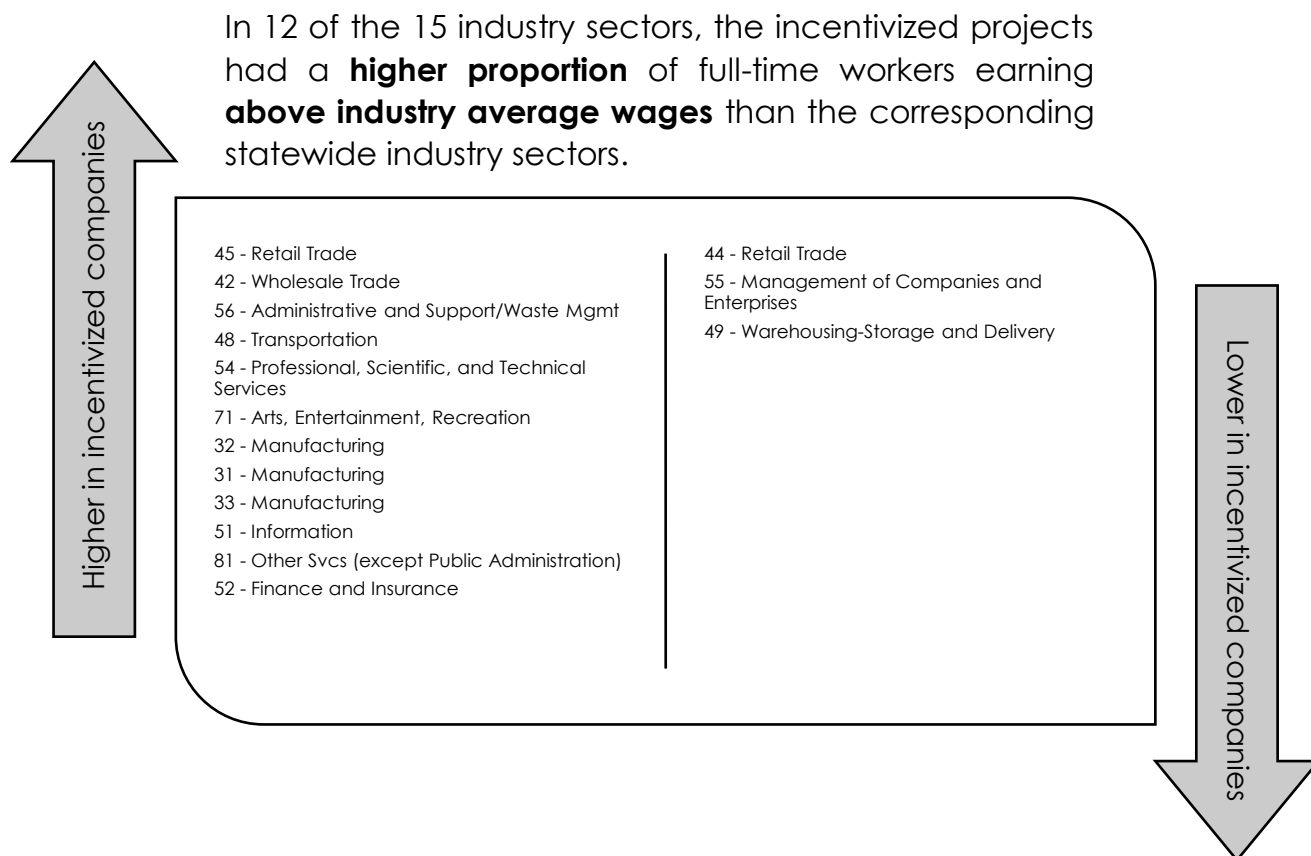 In 12 of the 15 industry sectors, the incentivized projects
had a higher proportion of full-time workers earning
above industry average wages than the corresponding
statewide industry sectors.
Higher in incentivized companies
45 - Retail Trade
42 - Wholesale Trade
56 - Administrative and Support/Waste Mgmt
48 - Transportation
54 - Professional, Scientific, and Technical
Services
71 - Arts, Entertainment, Recreation
32 - Manufacturing
31 - Manufacturing
33 - Manufacturing
51 - Information
81 - Other Svcs (except Public Administration)
52 - Finance and Insurance
44 - Retail Trade
55 - Management of Companies and
Enterprises
49 - Warehousing-Storage and Delivery
Lower in incentivized companies